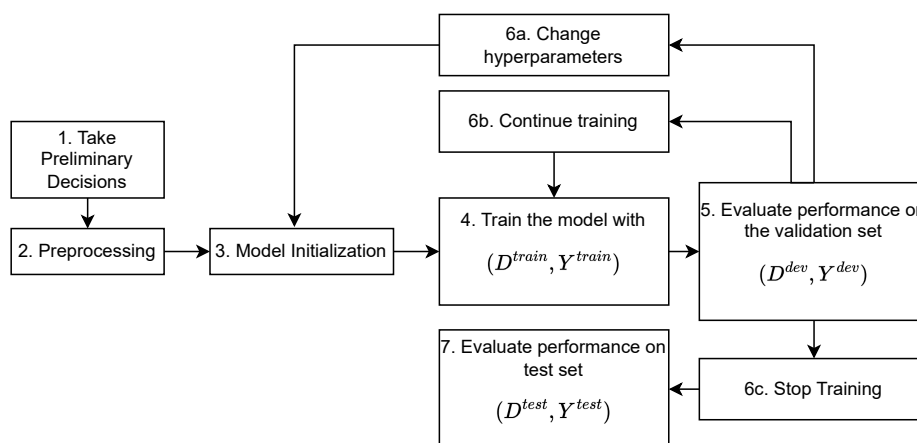 6a. Change
hyperparameters
6b. Continue training
1. Take
Preliminary
Decisions
2. Preprocessing
3. Model Initialization
4. Train the model with
(D^{train}, Y^{train})
5. Evaluate performance on
the validation set
(D^{dev}, Y^{dev})
7. Evaluate performance on
test set
(D^{test}, Y^{test})
6c. Stop Training